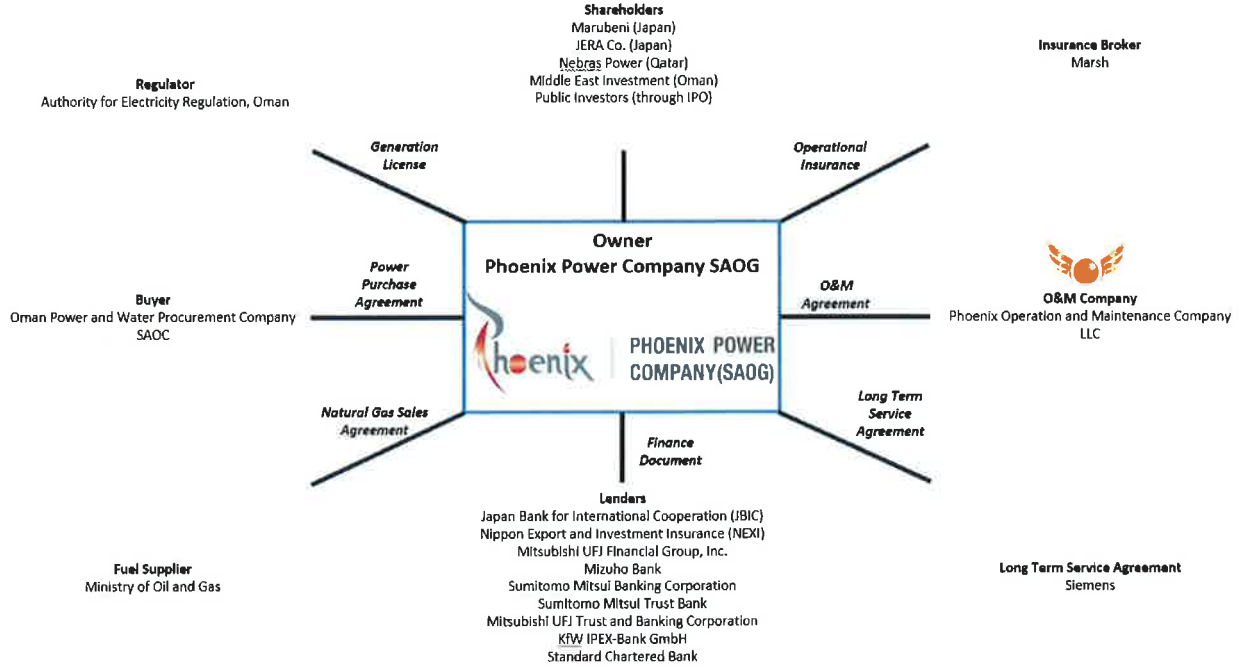 Shareholders
Marubeni (Japan)
JERA Co. (Japan)
Nebras Power (Qatar)
Middle East Investment (Oman)
Public Investors (through IPO)
Insurance Broker
Marsh
Regulator
Authority for Electricity Regulation, Oman
Generation
License
Operational
Insurance
Owner
Phoenix Power Company SAOG
Power
Purchase
Agreement
O&M
Agreement
Buyer
Oman Power and Water Procurement Company
SAOC
Phoenix
PHOENIX POWER
COMPANY(SAOG)
O&M Company
Phoenix Operation and Maintenance Company
LLC
Natural Gas Sales
Agreement
Finance
Document
Long Term
Service
Agreement
Lenders
Japan Bank for International Cooperation (JBIC)
Nippon Export and Investment Insurance (NEXI)
Mitsubishi UFJ Financial Group, Inc.
Mizuho Bank
Sumitomo Mitsui Banking Corporation
Sumitomo Mitsui Trust Bank
Mitsubishi UFJ Trust and Banking Corporation
KfW IPEX-Bank GmbH
Standard Chartered Bank
Fuel Supplier
Ministry of Oil and Gas
Long Term Service Agreement
Siemens